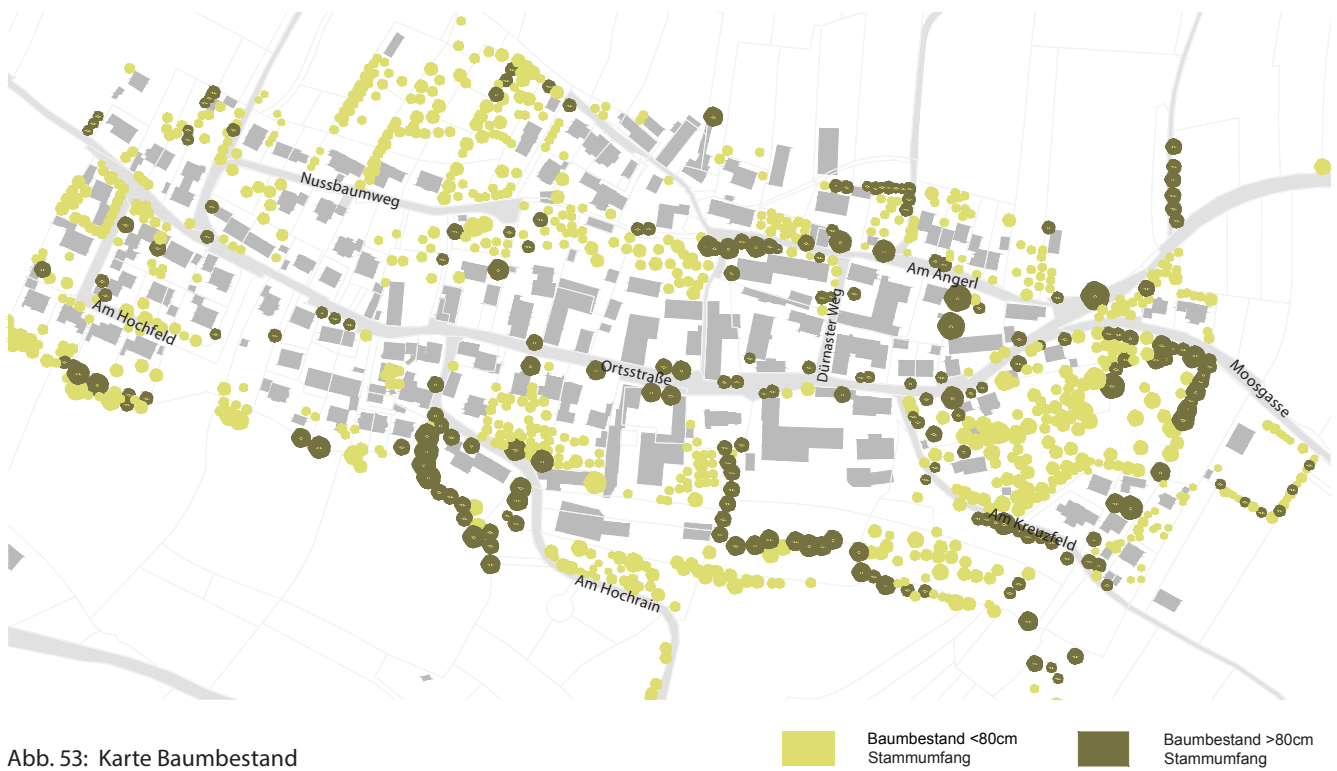 Nussbaumweg
Am Angerl
Am Hochfeld
Dürnaster Weg
Ortsstraße
Moosgasse
Am Kreuzfeld
Am Hochrain
Abb. 53: Karte Baumbestand
Baumbestand <80cm
Stammumfang
Baumbestand >80cm
Stammumfang